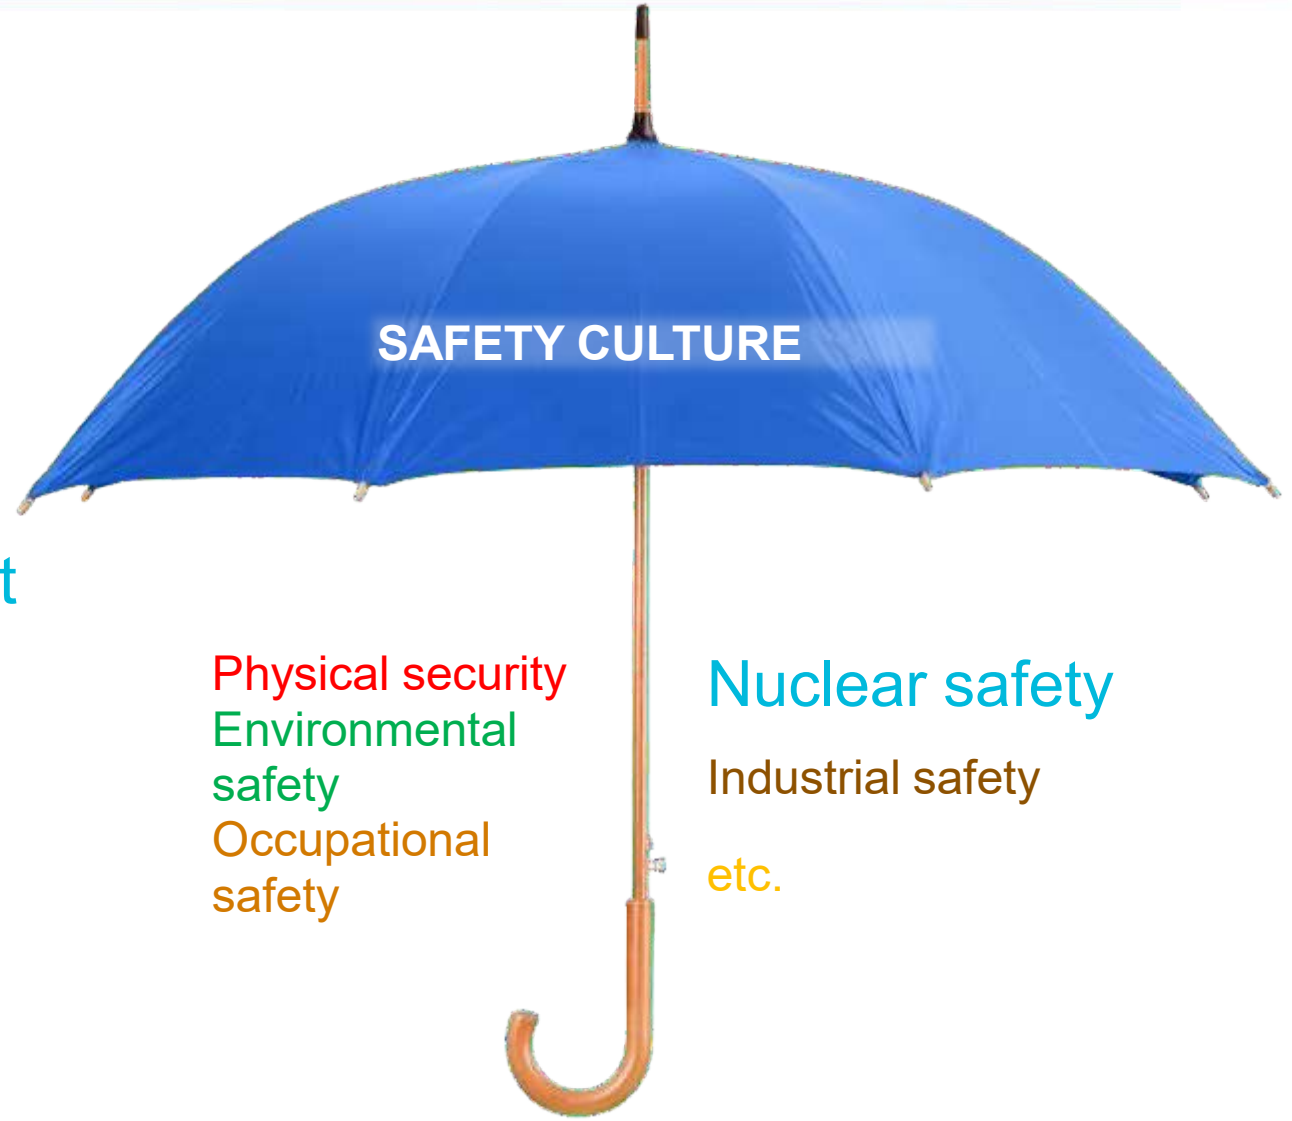 SAFETY CULTURE
t
Physical security
Environmental
safety
Occupational
safety
Nuclear safety
Industrial safety
etc.